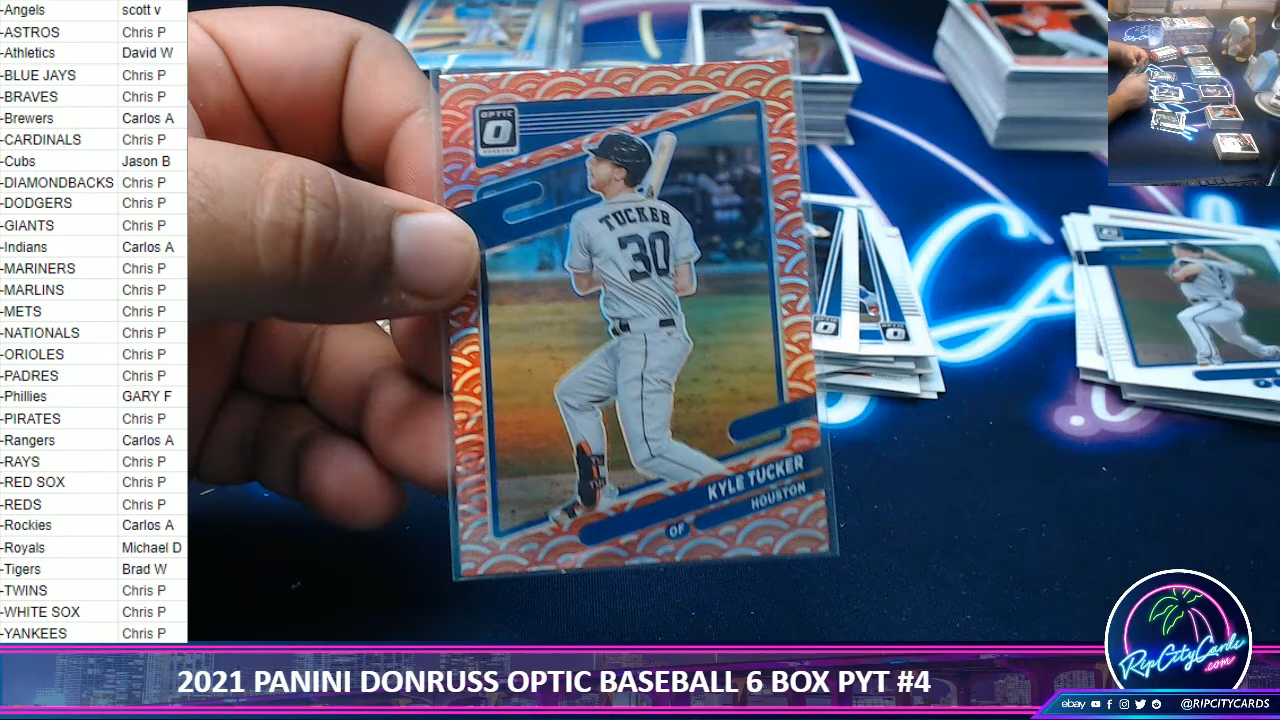 -Angels scott v
-ASTROS Chris P
-Athletics David W
-BLUE JAYS Chris P
-BRAVES Chris P
-Brewers Carlos A
-CARDINALS Chris P
-Cubs Jason B
-DIAMONDBACKS Chris P
-DODGERS Chris P
-GIANTS Chris P
-Indians Carlos A
-MARINERS Chris P
-MARLINS Chris P
-METS Chris P
-NATIONALS Chris P
-ORIOLES Chris P
-PADRES Chris P
-Phillies GARY F
-PIRATES Chris P
-Rangers Carlos A
-RAYS Chris P
-RED SOX Chris P
-REDS Chris P
-Rockies Carlos A
-Royals Michael D
-Tigers Brad W
-TWINS Chris P
-WHITE SOX Chris P
-YANKEES Chris P
OPTIC
O
TUCKER
30
KYLE TUCKER
HOUSTON
OF
RipCityCards
.com
2021 PANINI DONRUSS OPTIC BASEBALL 6 BOX PYT #4
ebay @RIPCITYCARDS